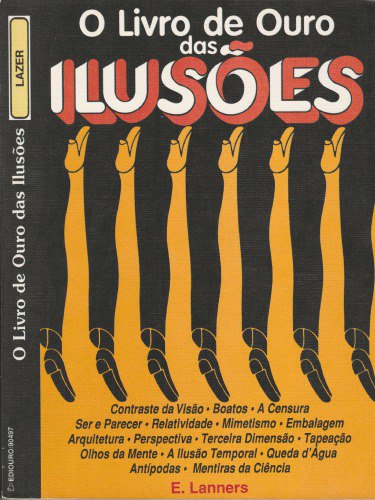 O Livro de Ouro
das
ILUSÕES
Contraste da Visão • Boatos • A Censura
Ser e Parecer • Relatividade • Mimetismo • Embalagem
Arquitetura • Perspectiva • Terceira Dimensão • Tapeação
Olhos da Mente • A Ilusão Temporal • Queda d'Água
Antípodas • Mentiras da Ciência
E. Lanners
LAZER
O Livro de Ouro das Ilusões
EDIOURO 90497